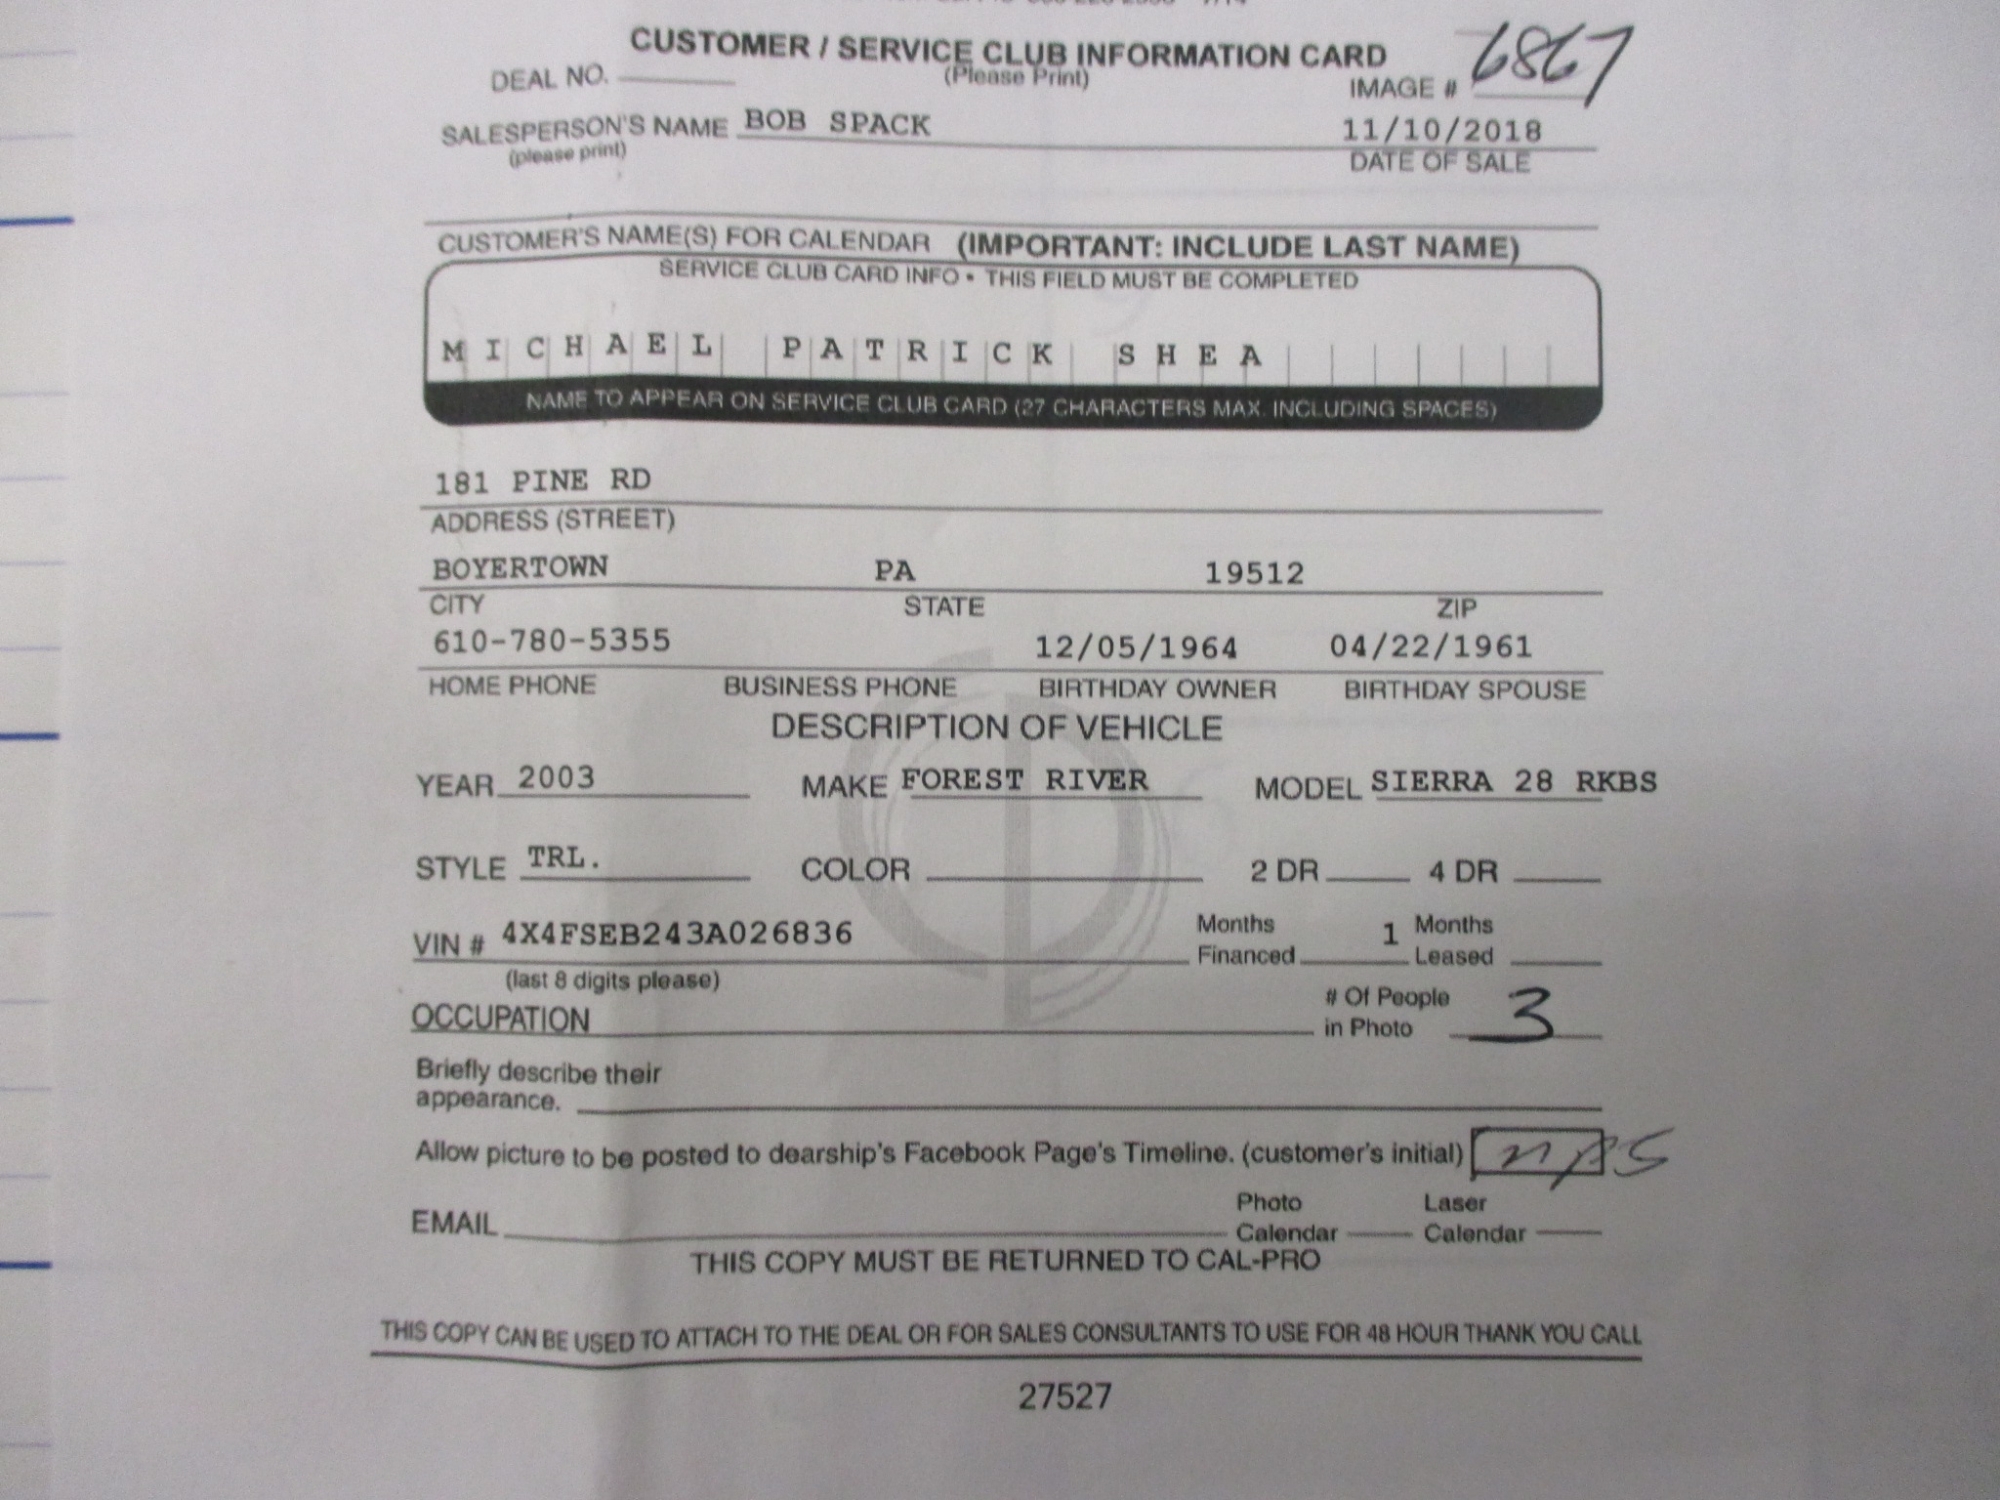 CUSTOMER / SERVICE CLUB INFORMATION CARD
(Please Print)
DEAL NO.
IMAGE # 6867
SALESPERSON'S NAME BOB SPACK
(please print)
11/10/2018
DATE OF SALE
CUSTOMER'S NAME(S) FOR CALENDAR (IMPORTANT: INCLUDE LAST NAME)
SERVICE CLUB CARD INFO • THIS FIELD MUST BE COMPLETED
MICHAEL PATRICK SHEA
NAME TO APPEAR ON SERVICE CLUB CARD (27 CHARACTERS MAX. INCLUDING SPACES)
181 PINE RD
ADDRESS (STREET)
BOYERTOWN PA 19512
CITY STATE ZIP
610-780-5355 12/05/1964 04/22/1961
HOME PHONE BUSINESS PHONE BIRTHDAY OWNER BIRTHDAY SPOUSE
DESCRIPTION OF VEHICLE
YEAR 2003 MAKE FOREST RIVER MODEL SIERRA 28 RKBS
STYLE TRL. COLOR 2 DR 4 DR
VIN # 4X4FSEB243A026836 Months Financed 1 Months Leased
(last 8 digits please)
OCCUPATION # Of People in Photo 3
Briefly describe their
appearance.
Allow picture to be posted to dearship's Facebook Page's Timeline. (customer's initial) MPS
EMAIL Photo Calendar Laser Calendar
THIS COPY MUST BE RETURNED TO CAL-PRO
THIS COPY CAN BE USED TO ATTACH TO THE DEAL OR FOR SALES CONSULTANTS TO USE FOR 48 HOUR THANK YOU CALL
27527